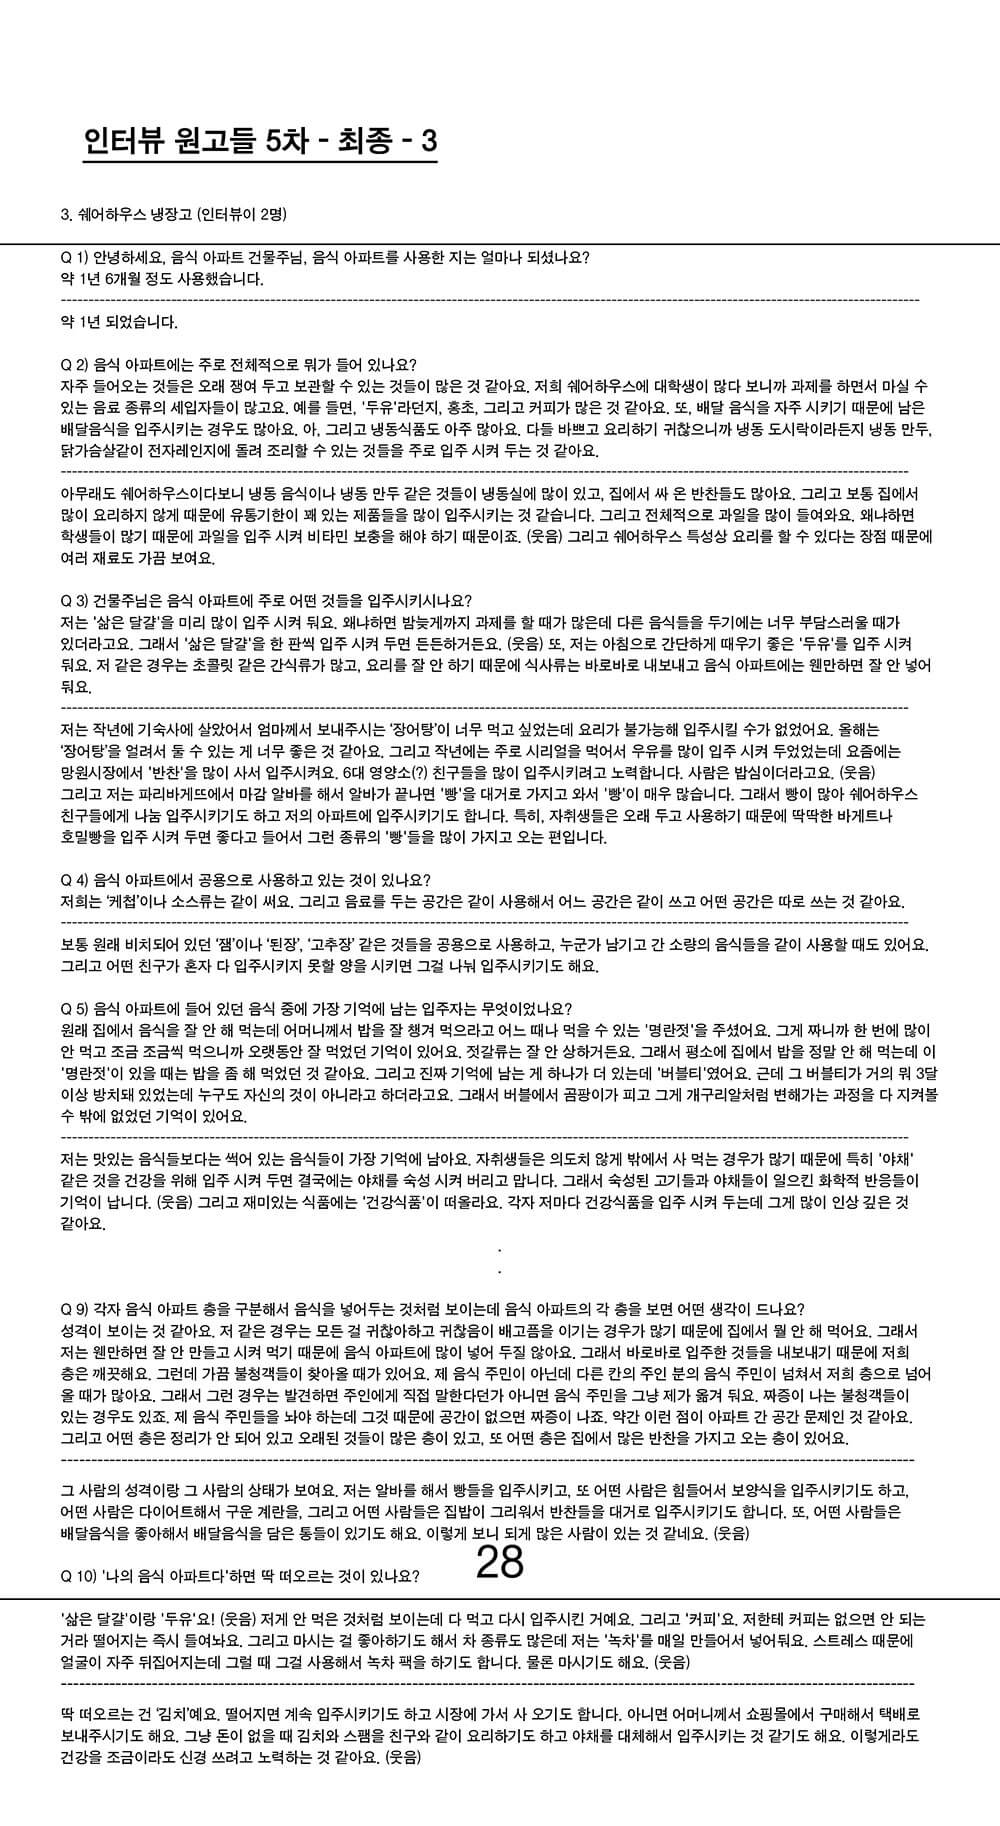 인터뷰 원고들 5차 - 최종 - 3
3. 쉐어하우스 냉장고 (인터뷰이 2명)
Q 1) 안녕하세요, 음식 아파트 건물주님, 음식 아파트를 사용한 지는 얼마나 되셨나요?
약 1년 6개월 정도 사용했습니다.
약 1년 되었습니다.
Q 2) 음식 아파트에는 주로 전체적으로 뭐가 들어 있나요?
자주 들어오는 것들은 오래 쟁여 두고 보관할 수 있는 것들이 많은 것 같아요. 저희 쉐어하우스에 대학생이 많다 보니까 과제를 하면서 마실 수
있는 음료 종류의 세입자들이 많고요. 예를 들면, '두유'라던지, 홍초, 그리고 커피가 많은 것 같아요. 또, 배달 음식을 자주 시키기 때문에 남은
배달음식을 입주시키는 경우도 많아요. 아, 그리고 냉동식품도 아주 많아요. 다들 바쁘고 요리하기 귀찮으니까 냉동 도시락이라든지 냉동 만두,
닭가슴살같이 전자레인지에 돌려 조리할 수 있는 것들을 주로 입주 시켜 두는 것 같아요.
아무래도 쉐어하우스이다보니 냉동 음식이나 냉동 만두 같은 것들이 냉동실에 많이 있고, 집에서 싸 온 반찬들도 많아요. 그리고 보통 집에서
많이 요리하지 않게 때문에 유통기한이 꽤 있는 제품들을 많이 입주시키는 것 같습니다. 그리고 전체적으로 과일을 많이 들여와요. 왜냐하면
학생들이 많기 때문에 과일을 입주 시켜 비타민 보충을 해야 하기 때문이죠. (웃음) 그리고 쉐어하우스 특성상 요리를 할 수 있다는 장점 때문에
여러 재료도 가끔 보여요.
Q 3) 건물주님은 음식 아파트에 주로 어떤 것들을 입주시키시나요?
저는 '삶은 달걀'을 미리 많이 입주 시켜 둬요. 왜냐하면 밤늦게까지 과제를 할 때가 많은데 다른 음식들을 두기에는 너무 부담스러울 때가
있더라고요. 그래서 '삶은 달걀'을 한 판씩 입주 시켜 두면 든든하거든요. (웃음) 또, 저는 아침으로 간단하게 때우기 좋은 '두유'를 입주 시켜
둬요. 저 같은 경우는 초콜릿 같은 간식류가 많고, 요리를 잘 안 하기 때문에 식사류는 바로바로 내보내고 음식 아파트에는 웬만하면 잘 안 넣어
둬요.
저는 작년에 기숙사에 살았어서 엄마께서 보내주시는 '장어탕'이 너무 먹고 싶었는데 요리가 불가능해 입주시킬 수가 없었어요. 올해는
'장어탕'을 얼려서 둘 수 있는 게 너무 좋은 것 같아요. 그리고 작년에는 주로 시리얼을 먹어서 우유를 많이 입주 시켜 두었었는데 요즘에는
망원시장에서 '반찬'을 많이 사서 입주시켜요. 6대 영양소(?) 친구들을 많이 입주시키려고 노력합니다. 사람은 밥심이더라고요. (웃음)
그리고 저는 파리바게뜨에서 마감 알바를 해서 알바가 끝나면 '빵'을 대거로 가지고 와서 '빵'이 매우 많습니다. 그래서 빵이 많아 쉐어하우스
친구들에게 나눔 입주시키기도 하고 저의 아파트에 입주시키기도 합니다. 특히, 자취생들은 오래 두고 사용하기 때문에 딱딱한 바게트나
호밀빵을 입주 시켜 두면 좋다고 들어서 그런 종류의 '빵'들을 많이 가지고 오는 편입니다.
Q 4) 음식 아파트에서 공용으로 사용하고 있는 것이 있나요?
저희는 '케첩'이나 소스류는 같이 써요. 그리고 음료를 두는 공간은 같이 사용해서 어느 공간은 같이 쓰고 어떤 공간은 따로 쓰는 것 같아요.
보통 원래 비치되어 있던 '잼'이나 '된장', '고추장' 같은 것들을 공용으로 사용하고, 누군가 남기고 간 소량의 음식들을 같이 사용할 때도 있어요.
그리고 어떤 친구가 혼자 다 입주시키지 못할 양을 시키면 그걸 나눠 입주시키기도 해요.
Q 5) 음식 아파트에 들어 있던 음식 중에 가장 기억에 남는 입주자는 무엇이었나요?
원래 집에서 음식을 잘 안 해 먹는데 어머니께서 밥을 잘 챙겨 먹으라고 어느 때나 먹을 수 있는 '명란젓'을 주셨어요. 그게 짜니까 한 번에 많이
안 먹고 조금 조금씩 먹으니까 오랫동안 잘 먹었던 기억이 있어요. 젓갈류는 잘 안 상하거든요. 그래서 평소에 집에서 밥을 정말 안 해 먹는데 이
'명란젓'이 있을 때는 밥을 좀 해 먹었던 것 같아요. 그리고 진짜 기억에 남는 게 하나가 더 있는데 '버블티'였어요. 근데 그 버블티가 거의 뭐 3달
이상 방치돼 있었는데 누구도 자신의 것이 아니라고 하더라고요. 그래서 버블에서 곰팡이가 피고 그게 개구리알처럼 변해가는 과정을 다 지켜볼
수 밖에 없었던 기억이 있어요.
저는 맛있는 음식들보다는 썩어 있는 음식들이 가장 기억에 남아요. 자취생들은 의도치 않게 밖에서 사 먹는 경우가 많기 때문에 특히 '야채'
같은 것을 건강을 위해 입주 시켜 두면 결국에는 야채를 숙성 시켜 버리고 맙니다. 그래서 숙성된 고기들과 야채들이 일으킨 화학적 반응들이
기억이 납니다. (웃음) 그리고 재미있는 식품에는 '건강식품'이 떠올라요. 각자 저마다 건강식품을 입주 시켜 두는데 그게 많이 인상 깊은 것
같아요.
.
.
Q 9) 각자 음식 아파트 층을 구분해서 음식을 넣어두는 것처럼 보이는데 음식 아파트의 각 층을 보면 어떤 생각이 드나요?
성격이 보이는 것 같아요. 저 같은 경우는 모든 걸 귀찮아하고 귀찮음이 배고픔을 이기는 경우가 많기 때문에 집에서 뭘 안 해 먹어요. 그래서
저는 웬만하면 잘 안 만들고 시켜 먹기 때문에 음식 아파트에 많이 넣어 두질 않아요. 그래서 바로바로 입주한 것들을 내보내기 때문에 저희
층은 깨끗해요. 그런데 가끔 불청객들이 찾아올 때가 있어요. 제 음식 주민이 아닌데 다른 칸의 주인 분의 음식 주민이 넘쳐서 저희 층으로 넘어
올 때가 많아요. 그래서 그런 경우는 발견하면 주인에게 직접 말한다던가 아니면 음식 주민을 그냥 제가 옮겨 둬요. 짜증이 나는 불청객들이
있는 경우도 있죠. 제 음식 주민들을 놔야 하는데 그것 때문에 공간이 없으면 짜증이 나죠. 약간 이런 점이 아파트 간 공간 문제인 것 같아요.
그리고 어떤 층은 정리가 안 되어 있고 오래된 것들이 많은 층이 있고, 또 어떤 층은 집에서 많은 반찬을 가지고 오는 층이 있어요.
그 사람의 성격이랑 그 사람의 상태가 보여요. 저는 알바를 해서 빵들을 입주시키고, 또 어떤 사람은 힘들어서 보양식을 입주시키기도 하고,
어떤 사람은 다이어트해서 구운 계란을, 그리고 어떤 사람들은 집밥이 그리워서 반찬들을 대거로 입주시키기도 합니다. 또, 어떤 사람들은
배달음식을 좋아해서 배달음식을 담은 통들이 있기도 해요. 이렇게 보니 되게 많은 사람이 있는 것 같네요. (웃음)
28
Q 10) '나의 음식 아파트다'하면 딱 떠오르는 것이 있나요?
'삶은 달걀'이랑 '두유'요! (웃음) 저게 안 먹은 것처럼 보이는데 다 먹고 다시 입주시킨 거예요. 그리고 '커피'요. 저한테 커피는 없으면 안 되는
거라 떨어지는 즉시 들여놔요. 그리고 마시는 걸 좋아하기도 해서 차 종류도 많은데 저는 '녹차'를 매일 만들어서 넣어둬요. 스트레스 때문에
얼굴이 자주 뒤집어지는데 그럴 때 그걸 사용해서 녹차 팩을 하기도 합니다. 물론 마시기도 해요. (웃음)
딱 떠오르는 건 '김치'예요. 떨어지면 계속 입주시키기도 하고 시장에 가서 사 오기도 합니다. 아니면 어머니께서 쇼핑몰에서 구매해서 택배로
보내주시기도 해요. 그냥 돈이 없을 때 김치와 스팸을 친구와 같이 요리하기도 하고 야채를 대체해서 입주시키는 것 같기도 해요. 이렇게라도
건강을 조금이라도 신경 쓰려고 노력하는 것 같아요. (웃음)